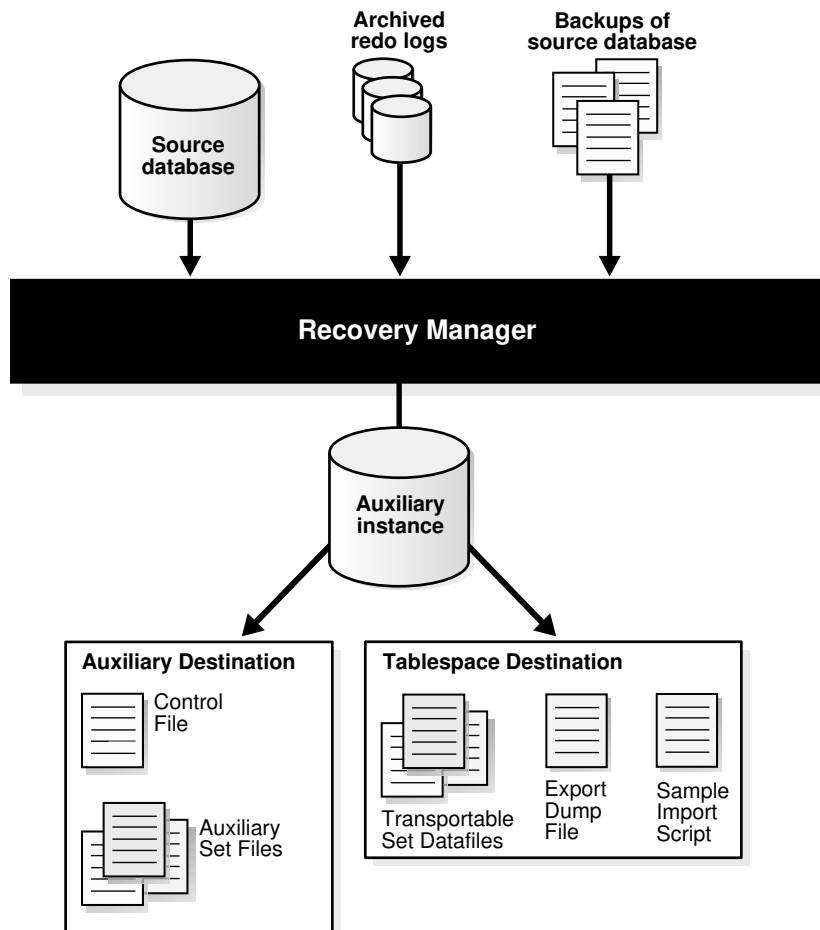 Archived
redo logs
Backups of
source database
Source
database
Recovery Manager
Auxiliary
instance
Auxiliary Destination
Control
File
Auxiliary
Set Files
Tablespace Destination
Transportable
Set Datafiles
Export
Dump
File
Sample
Import
Script